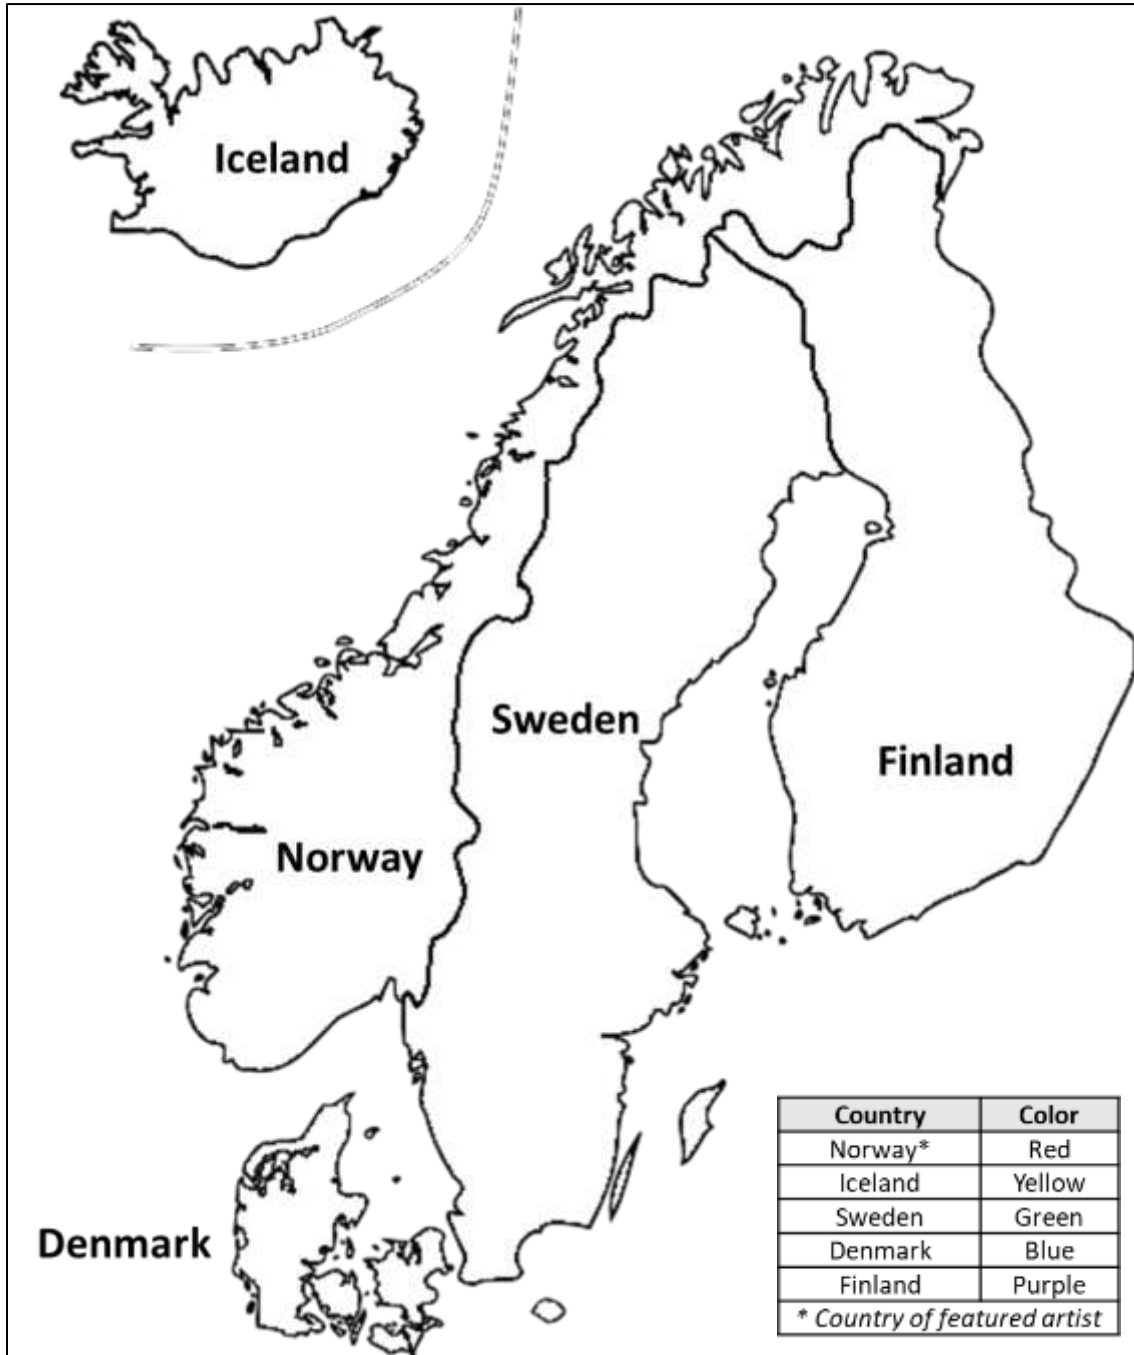 Iceland
Sweden
Finland
Norway
Denmark
Country Color
Norway* Red
Iceland Yellow
Sweden Green
Denmark Blue
Finland Purple
* Country of featured artist